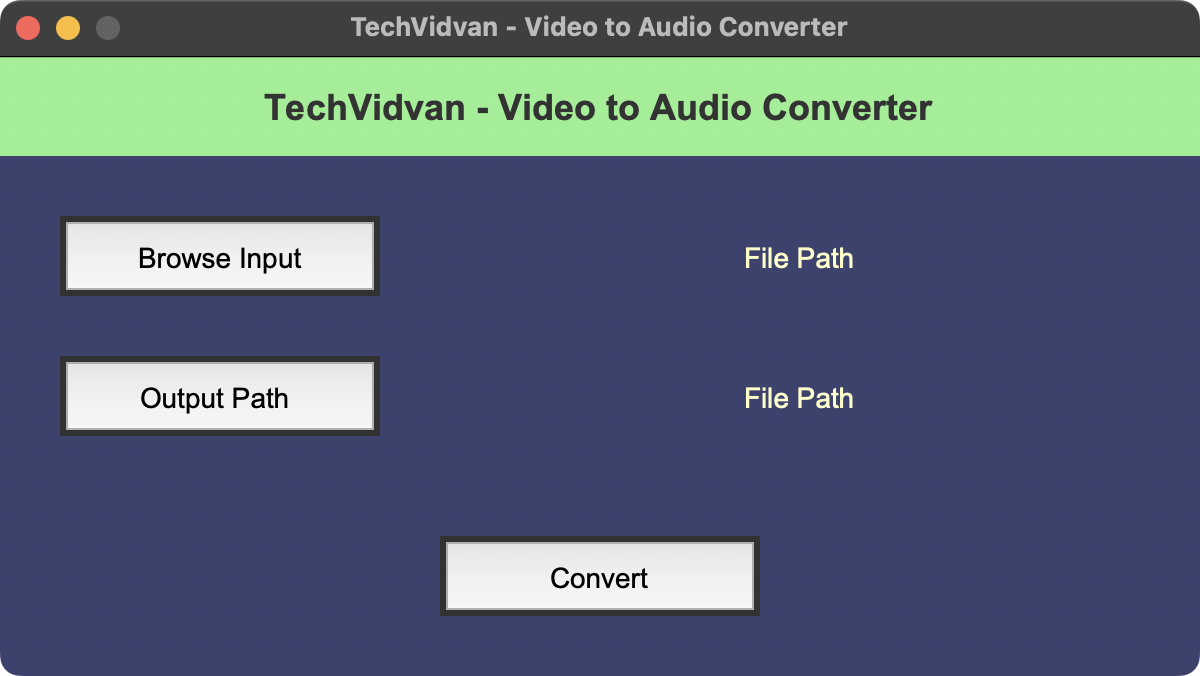 TechVidvan - Video to Audio Converter
TechVidvan - Video to Audio Converter
Browse Input
File Path
Output Path
File Path
Convert